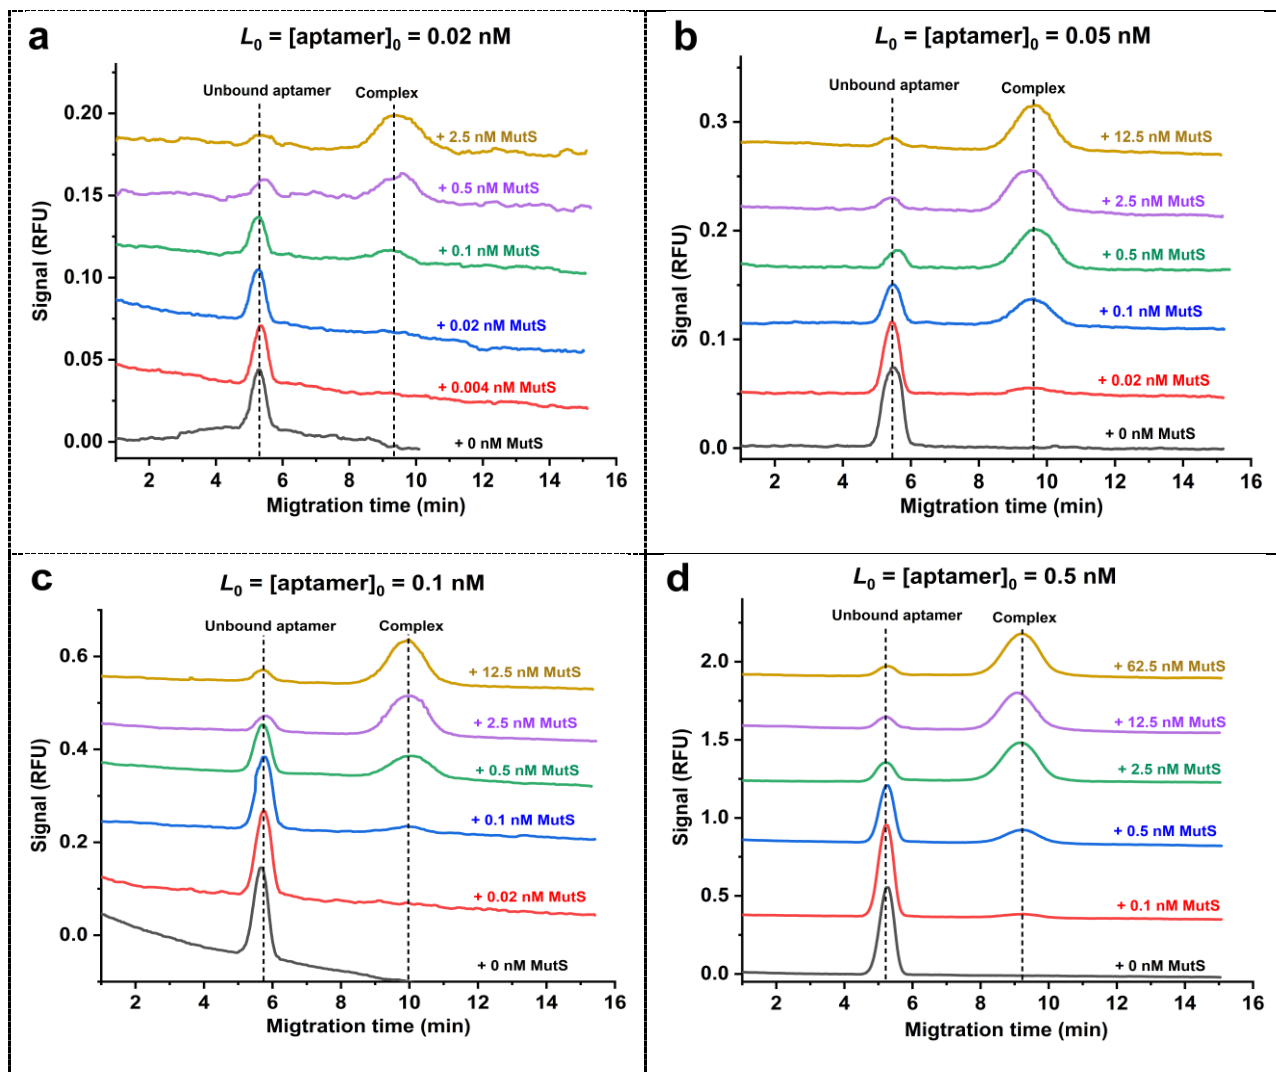 a
L0 = [aptamer]0 = 0.02 nM
Unbound aptamer
Complex
+ 2.5 nM MutS
+ 0.5 nM MutS
+ 0.1 nM MutS
+ 0.02 nM MutS
+ 0.004 nM MutS
+ 0 nM MutS
0.20
0.15
0.10
0.05
0.00
Signal (RFU)
2 4 6 8 10 12 14 16
Migtration time (min)
b
L0 = [aptamer]0 = 0.05 nM
Unbound aptamer
Complex
+ 12.5 nM MutS
+ 2.5 nM MutS
+ 0.5 nM MutS
+ 0.1 nM MutS
+ 0.02 nM MutS
+ 0 nM MutS
0.3
0.2
0.1
0.0
Signal (RFU)
2 4 6 8 10 12 14 16
Migtration time (min)
c
L0 = [aptamer]0 = 0.1 nM
Unbound aptamer
Complex
+ 12.5 nM MutS
+ 2.5 nM MutS
+ 0.5 nM MutS
+ 0.1 nM MutS
+ 0.02 nM MutS
+ 0 nM MutS
0.6
0.4
0.2
0.0
Signal (RFU)
2 4 6 8 10 12 14 16
Migtration time (min)
d
L0 = [aptamer]0 = 0.5 nM
Unbound aptamer
Complex
+ 62.5 nM MutS
+ 12.5 nM MutS
+ 2.5 nM MutS
+ 0.5 nM MutS
+ 0.1 nM MutS
+ 0 nM MutS
2.0
1.5
1.0
0.5
0.0
Signal (RFU)
2 4 6 8 10 12 14 16
Migtration time (min)